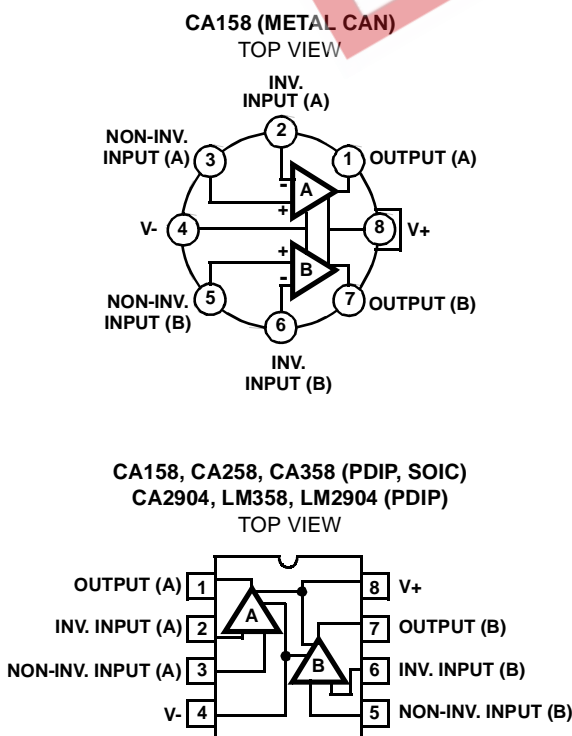 CA158 (METAL CAN)
TOP VIEW
INV.
INPUT (A)
2
NON-INV.
INPUT (A)
3
1
OUTPUT (A)
-
A
+
V-
4
8
V+
+
B
-
5
NON-INV.
INPUT (B)
7
OUTPUT (B)
6
INV.
INPUT (B)
CA158, CA258, CA358 (PDIP, SOIC)
CA2904, LM358, LM2904 (PDIP)
TOP VIEW
OUTPUT (A) 1
8 V+
A
INV. INPUT (A) 2
7 OUTPUT (B)
NON-INV. INPUT (A) 3
B
6 INV. INPUT (B)
V- 4
5 NON-INV. INPUT (B)